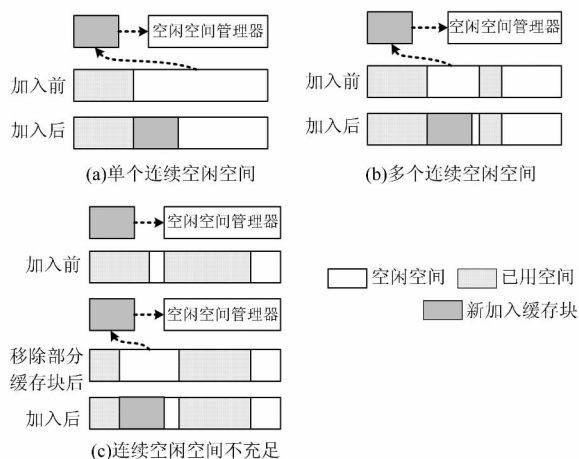 空闲空间管理器
加入前
加入后
(a)单个连续空闲空间
空闲空间管理器
加入前
加入后
(b)多个连续空闲空间
空闲空间管理器
加入前
空闲空间管理器
移除部分
缓存块后
加入后
(c)连续空闲空间不充足
空闲空间 已用空间
新加入缓存块